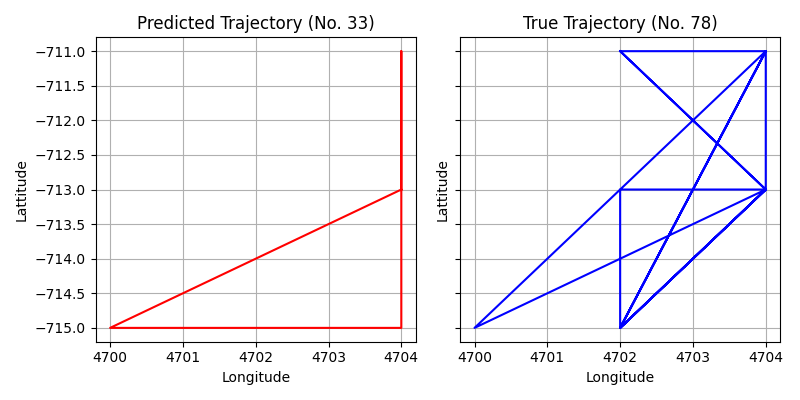 Predicted Trajectory (No. 33)
True Trajectory (No. 78)
−711.0
−711.5
−712.0
−712.5
−713.0
−713.5
−714.0
−714.5
−715.0
Lattitude
Lattitude
4700 4701 4702 4703 4704
4700 4701 4702 4703 4704
Longitude
Longitude